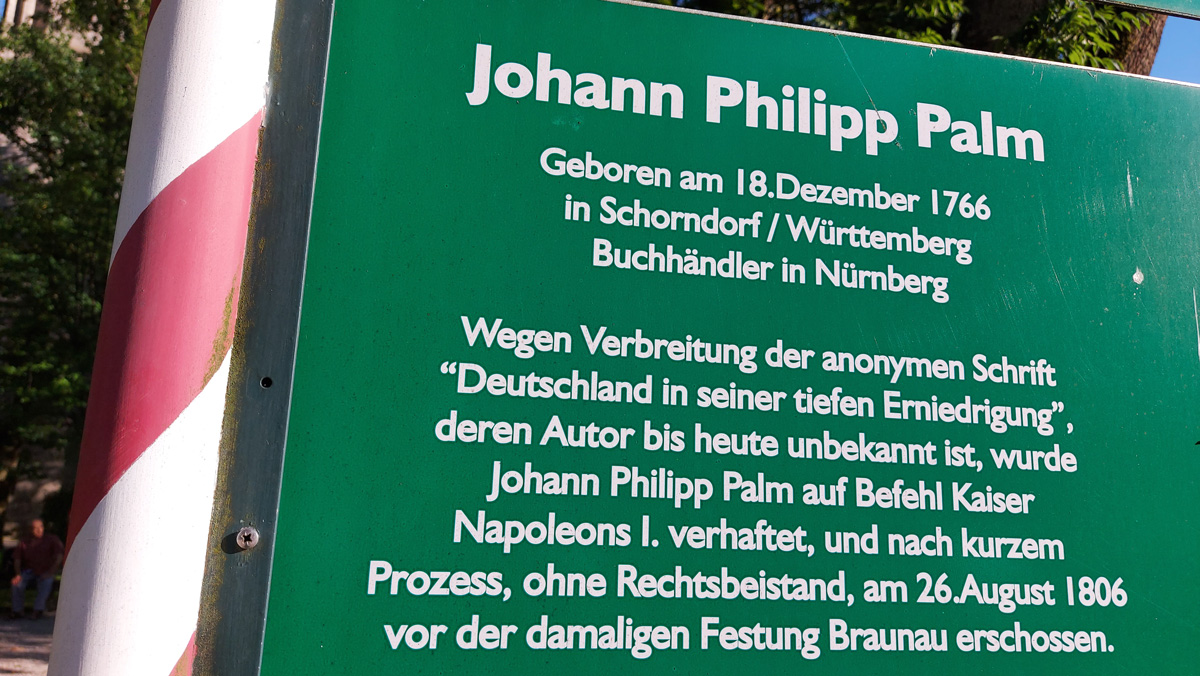 Johann Philipp Palm
Geboren am 18.Dezember 1766
in Schorndorf / Württemberg
Buchhändler in Nürnberg
Wegen Verbreitung der anonymen Schrift
“Deutschland in seiner tiefen Erniedrigung”,
deren Autor bis heute unbekannt ist, wurde
Johann Philipp Palm auf Befehl Kaiser
Napoleons I. verhaftet, und nach kurzem
Prozess, ohne Rechtsbeistand, am 26.August 1806
vor der damaligen Festung Braunau erschossen.